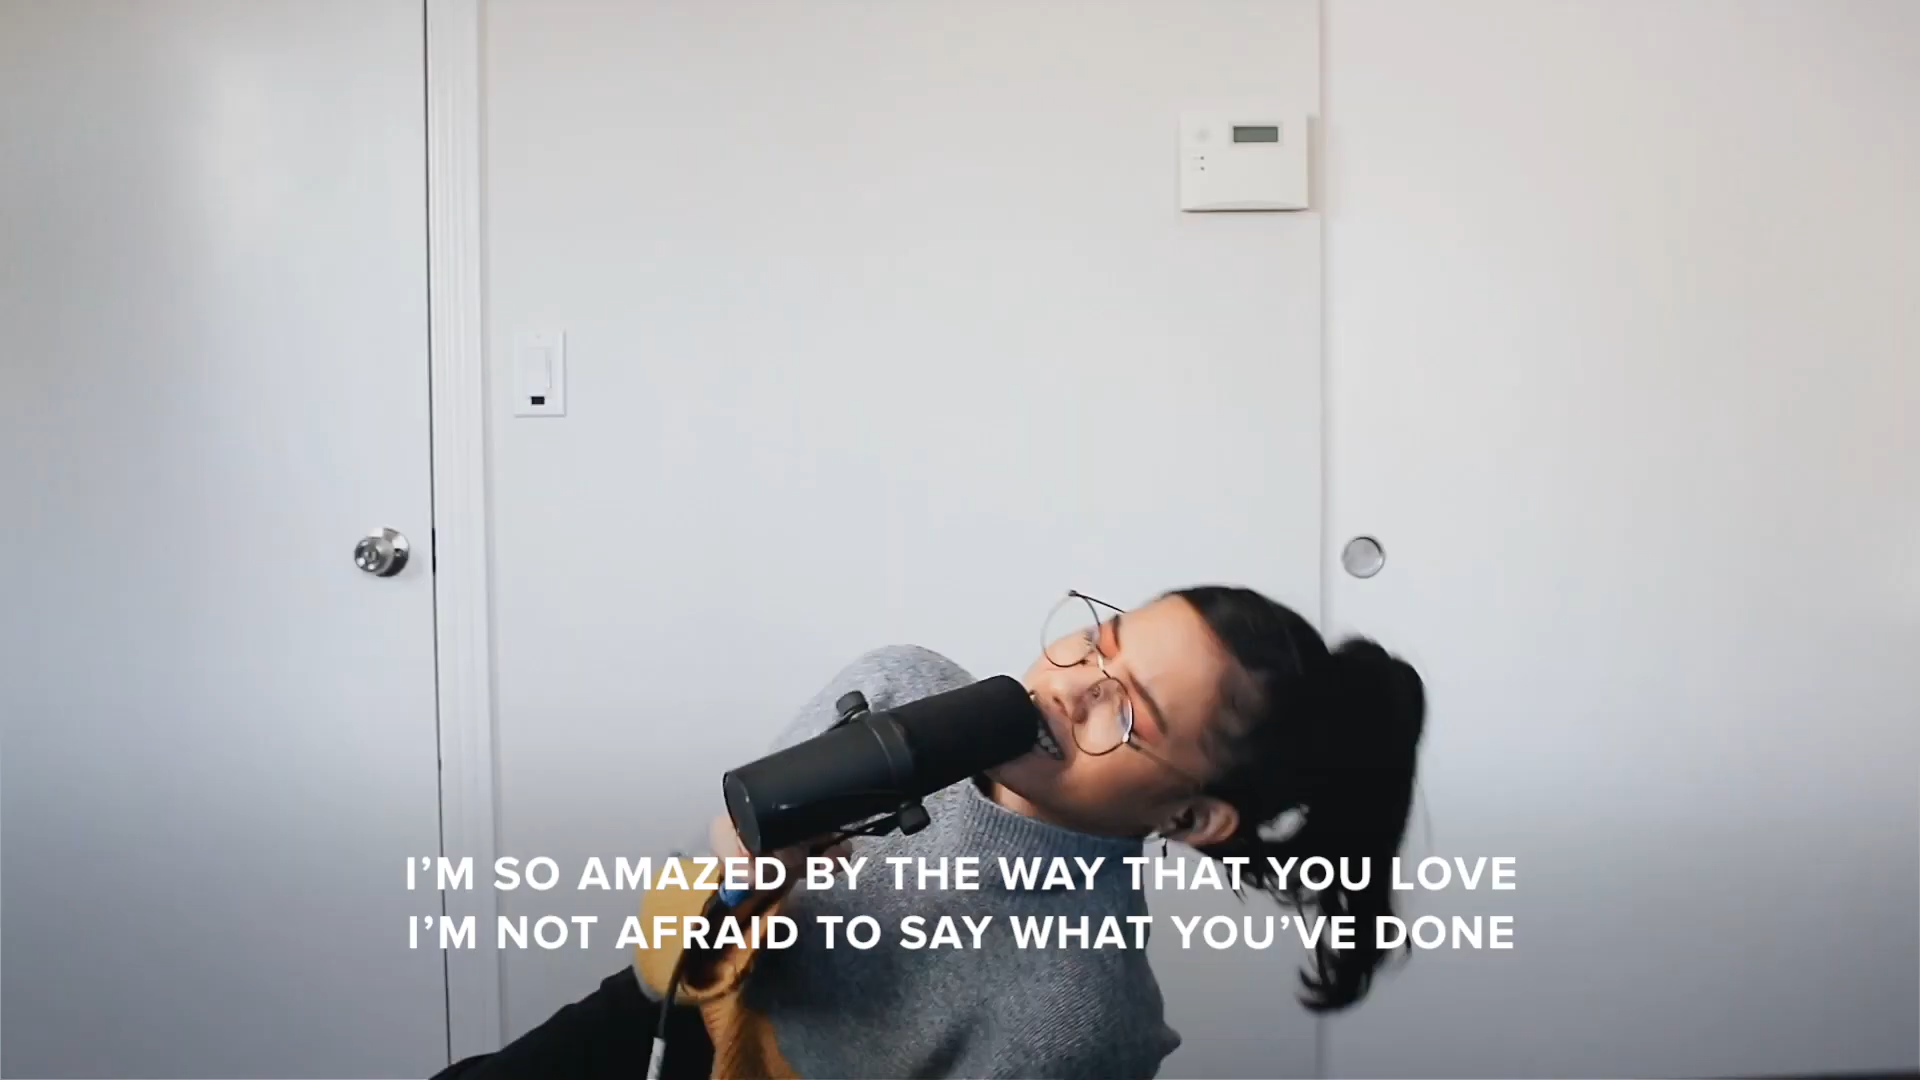 I’M SO AMAZED BY THE WAY THAT YOU LOVE
I’M NOT AFRAID TO SAY WHAT YOU’VE DONE